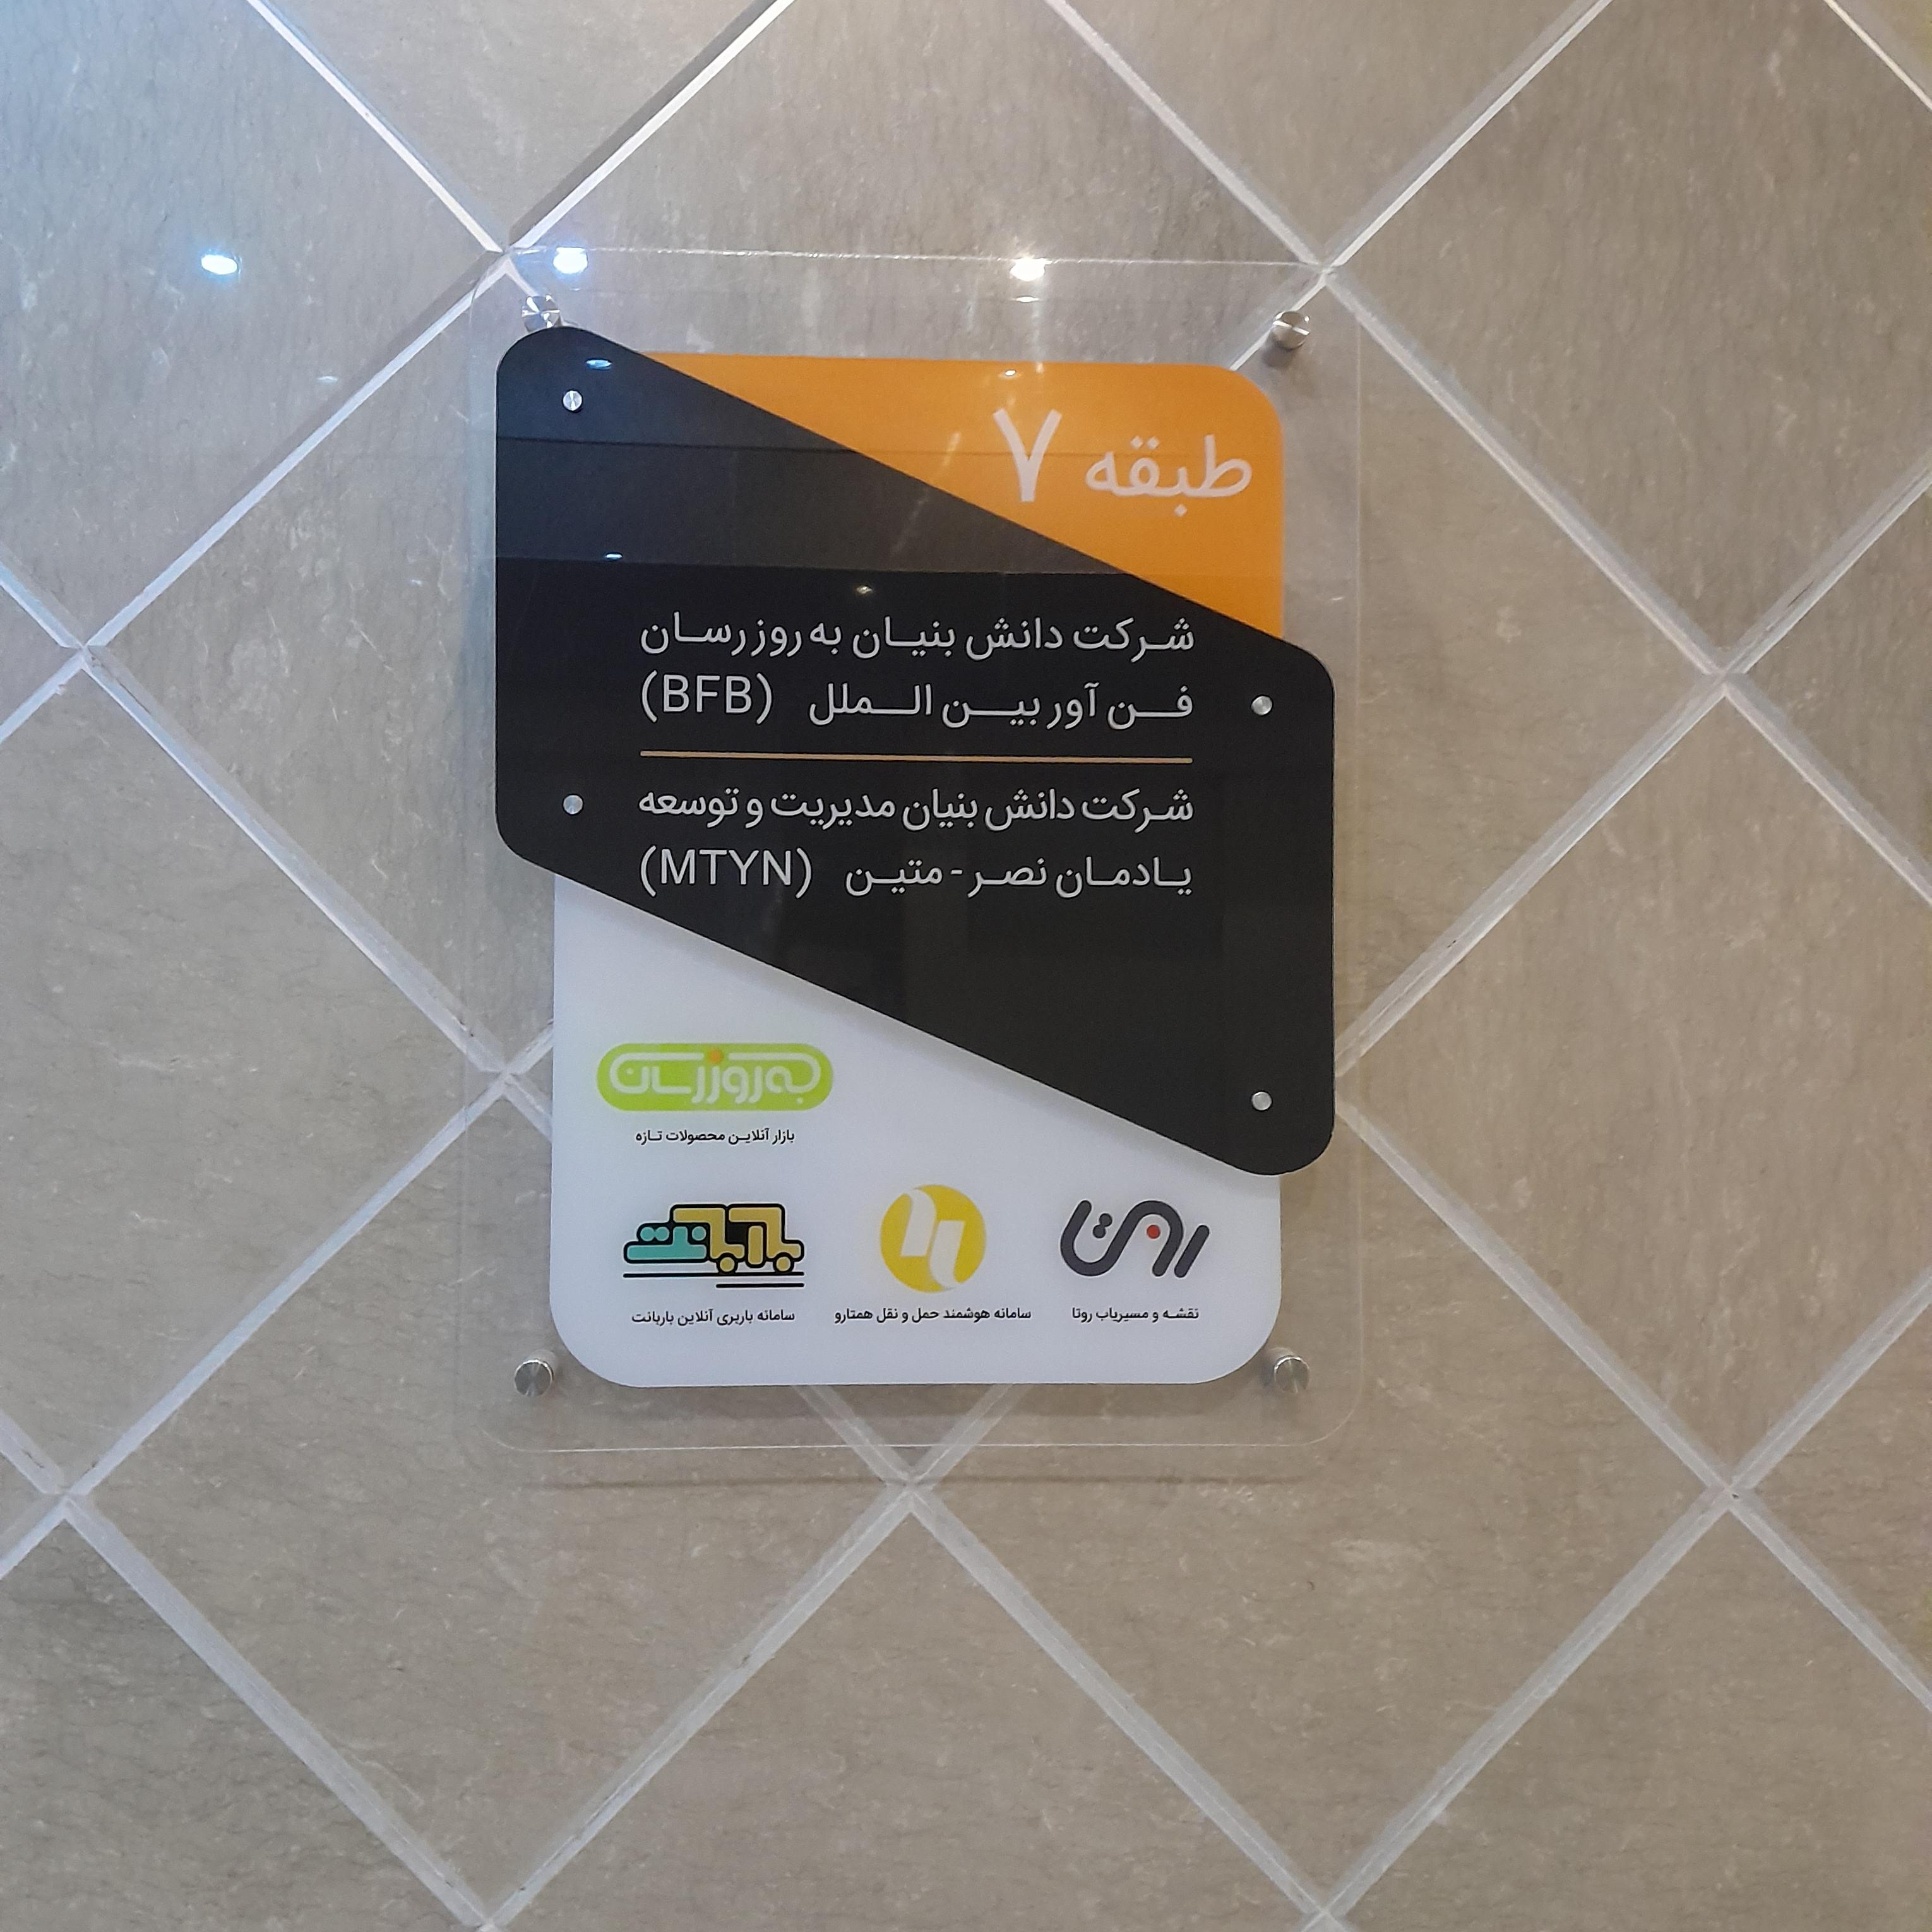 طبقه ۷
شرکت دانش بنیان به روز رسان
فن آور بین الملل (BFB)
شرکت دانش بنیان مدیریت و توسعه
یادمان نصر - متین (MTYN)
به روز رسان
بازار آنلاین محصولات تازه
روتا
باربانت
نقشه و مسیریاب روتا
سامانه هوشمند حمل و نقل همتارو
سامانه باربری آنلاین باربانت